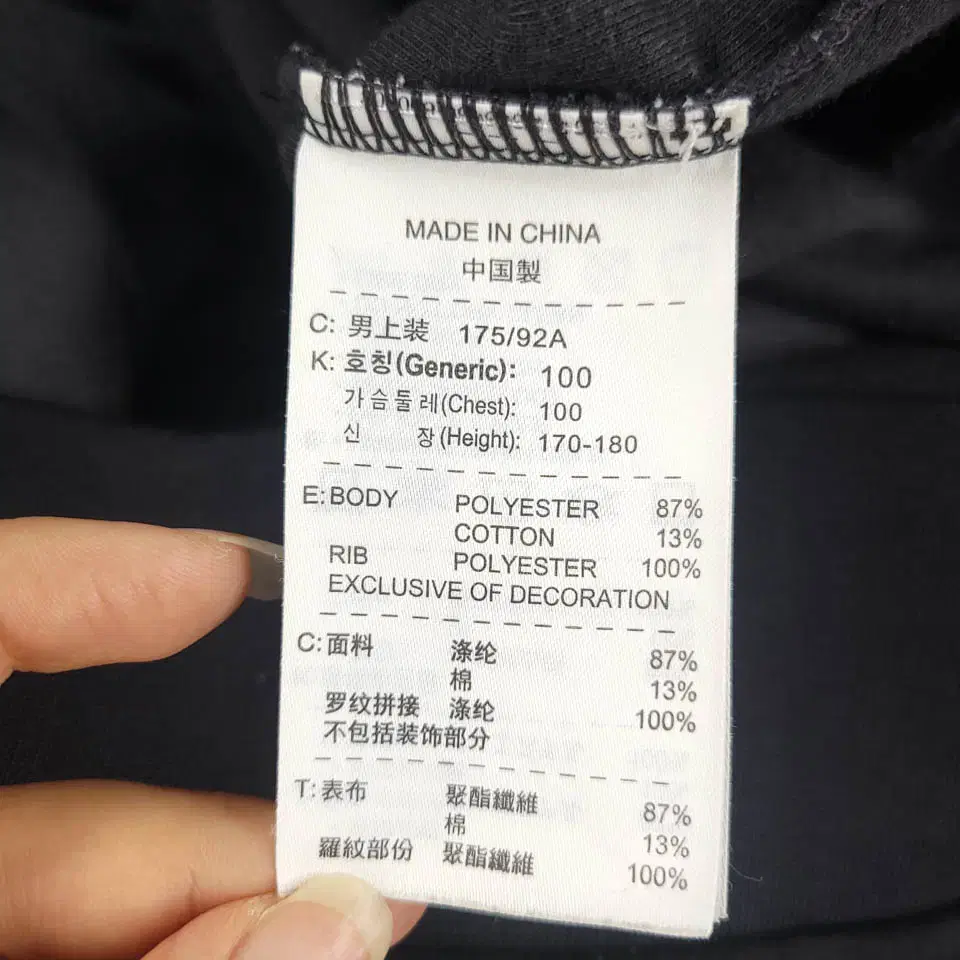 MADE IN CHINA
中国製
C: 男上装 175/92A
K: 호칭(Generic): 100
가슴둘레(Chest): 100
신 장(Height): 170-180
E: BODY POLYESTER 87%
COTTON 13%
RIB POLYESTER 100%
EXCLUSIVE OF DECORATION
C: 面料 涤纶 87%
棉 13%
罗纹拼接 涤纶 100%
不包括装饰部分
T: 表布 聚酯纖維 87%
棉 13%
羅紋部份 聚酯纖維 100%